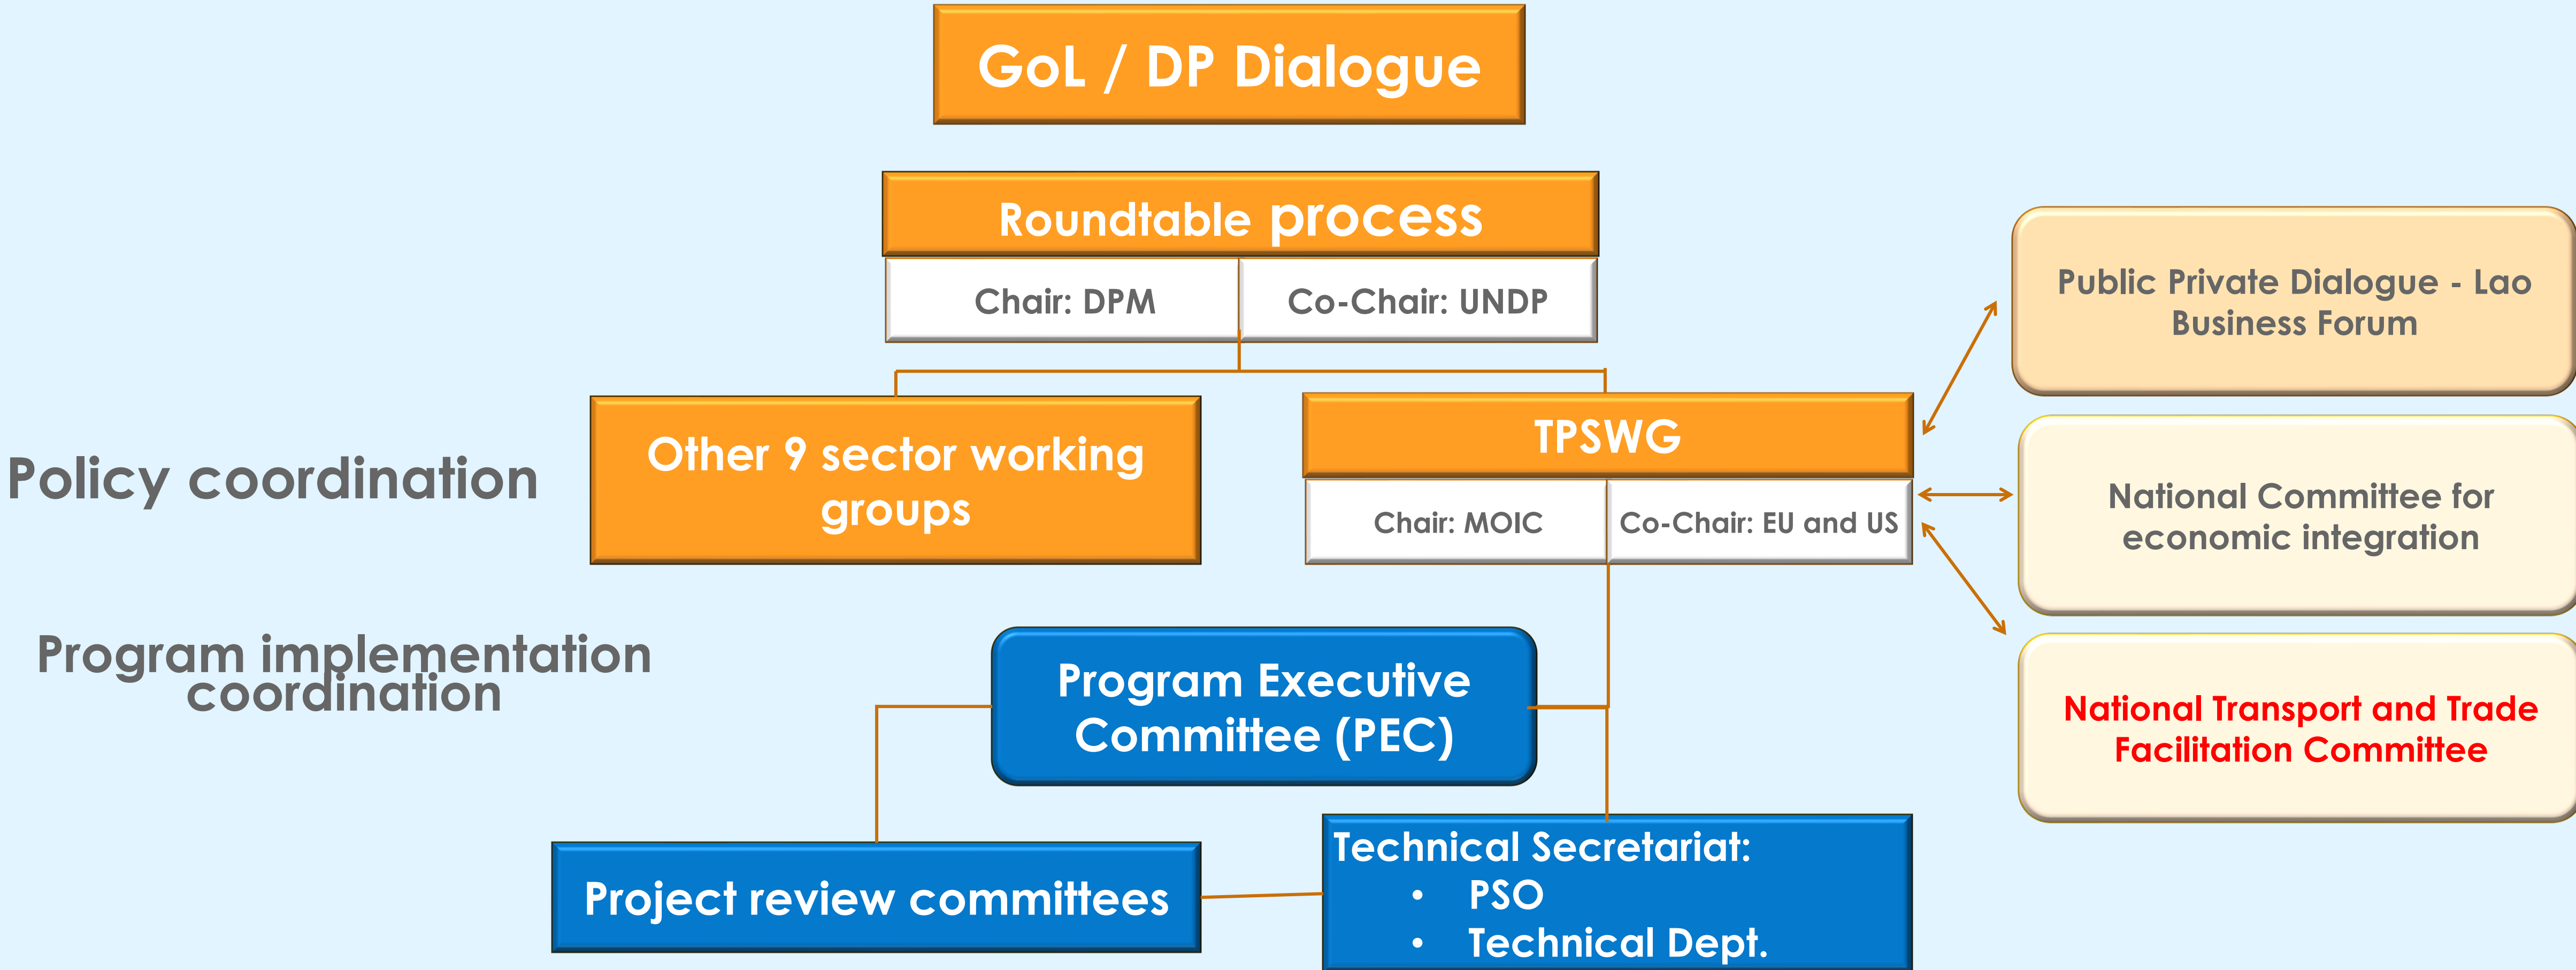 GoL / DP Dialogue
Roundtable process
Chair: DPM
Co-Chair: UNDP
Public Private Dialogue - Lao
Business Forum
Policy coordination
Other 9 sector working
groups
TPSWG
Chair: MOIC
Co-Chair: EU and US
National Committee for
economic integration
Program implementation
coordination
Program Executive
Committee (PEC)
National Transport and Trade
Facilitation Committee
Project review committees
Technical Secretariat:
• PSO
• Technical Dept.